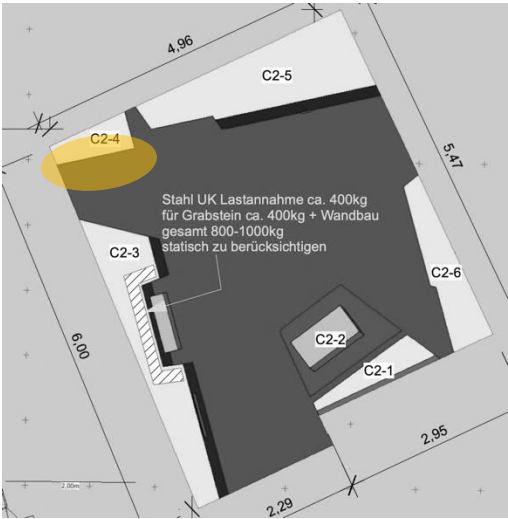 4,96
C2-5
C2-4
5,47
Stahl UK Lastannahme ca. 400kg
für Grabstein ca. 400kg + Wandbau
gesamt 800-1000kg
statisch zu berücksichtigen
C2-3
C2-6
6,00
C2-2
C2-1
2,95
2.00m
2,29